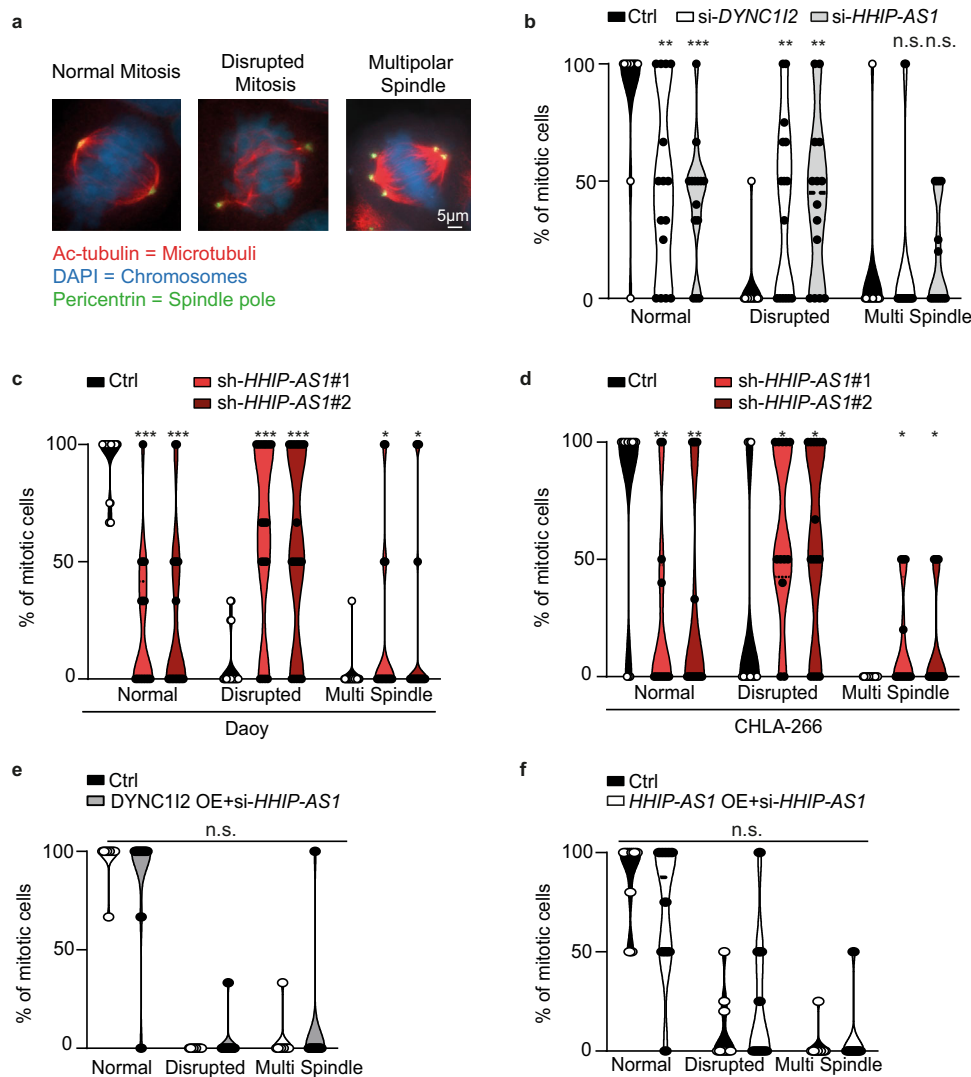 a
Normal Mitosis
Disrupted
Mitosis
Multipolar
Spindle
5µm
Ac-tubulin = Microtubuli
DAPI = Chromosomes
Pericentrin = Spindle pole
b
Ctrl si-DYNC1I2 si-HHIP-AS1
** *** ** ** n.s. n.s.
% of mitotic cells
100
50
0
Normal Disrupted Multi Spindle
c
Ctrl sh-HHIP-AS1#1
sh-HHIP-AS1#2
*** *** *** *** * *
% of mitotic cells
100
50
0
Normal Disrupted Multi Spindle
Daoy
d
Ctrl sh-HHIP-AS1#1
sh-HHIP-AS1#2
** ** * * * *
% of mitotic cells
100
50
0
Normal Disrupted Multi Spindle
CHLA-266
e
Ctrl
DYNC1I2 OE+si-HHIP-AS1
n.s.
% of mitotic cells
100
50
0
Normal Disrupted Multi Spindle
f
Ctrl
HHIP-AS1 OE+si-HHIP-AS1
n.s.
% of mitotic cells
100
50
0
Normal Disrupted Multi Spindle